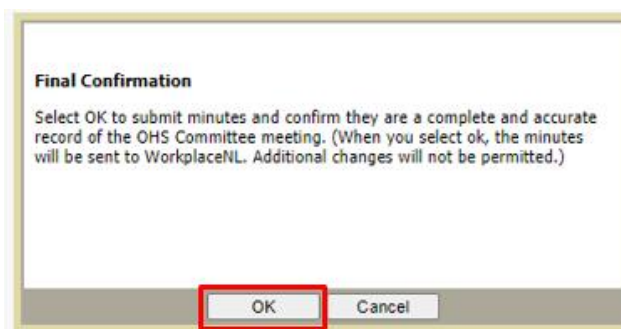 Final Confirmation
Select OK to submit minutes and confirm they are a complete and accurate
record of the OHS Committee meeting. (When you select ok, the minutes
will be sent to WorkplaceNL. Additional changes will not be permitted.)
OK Cancel